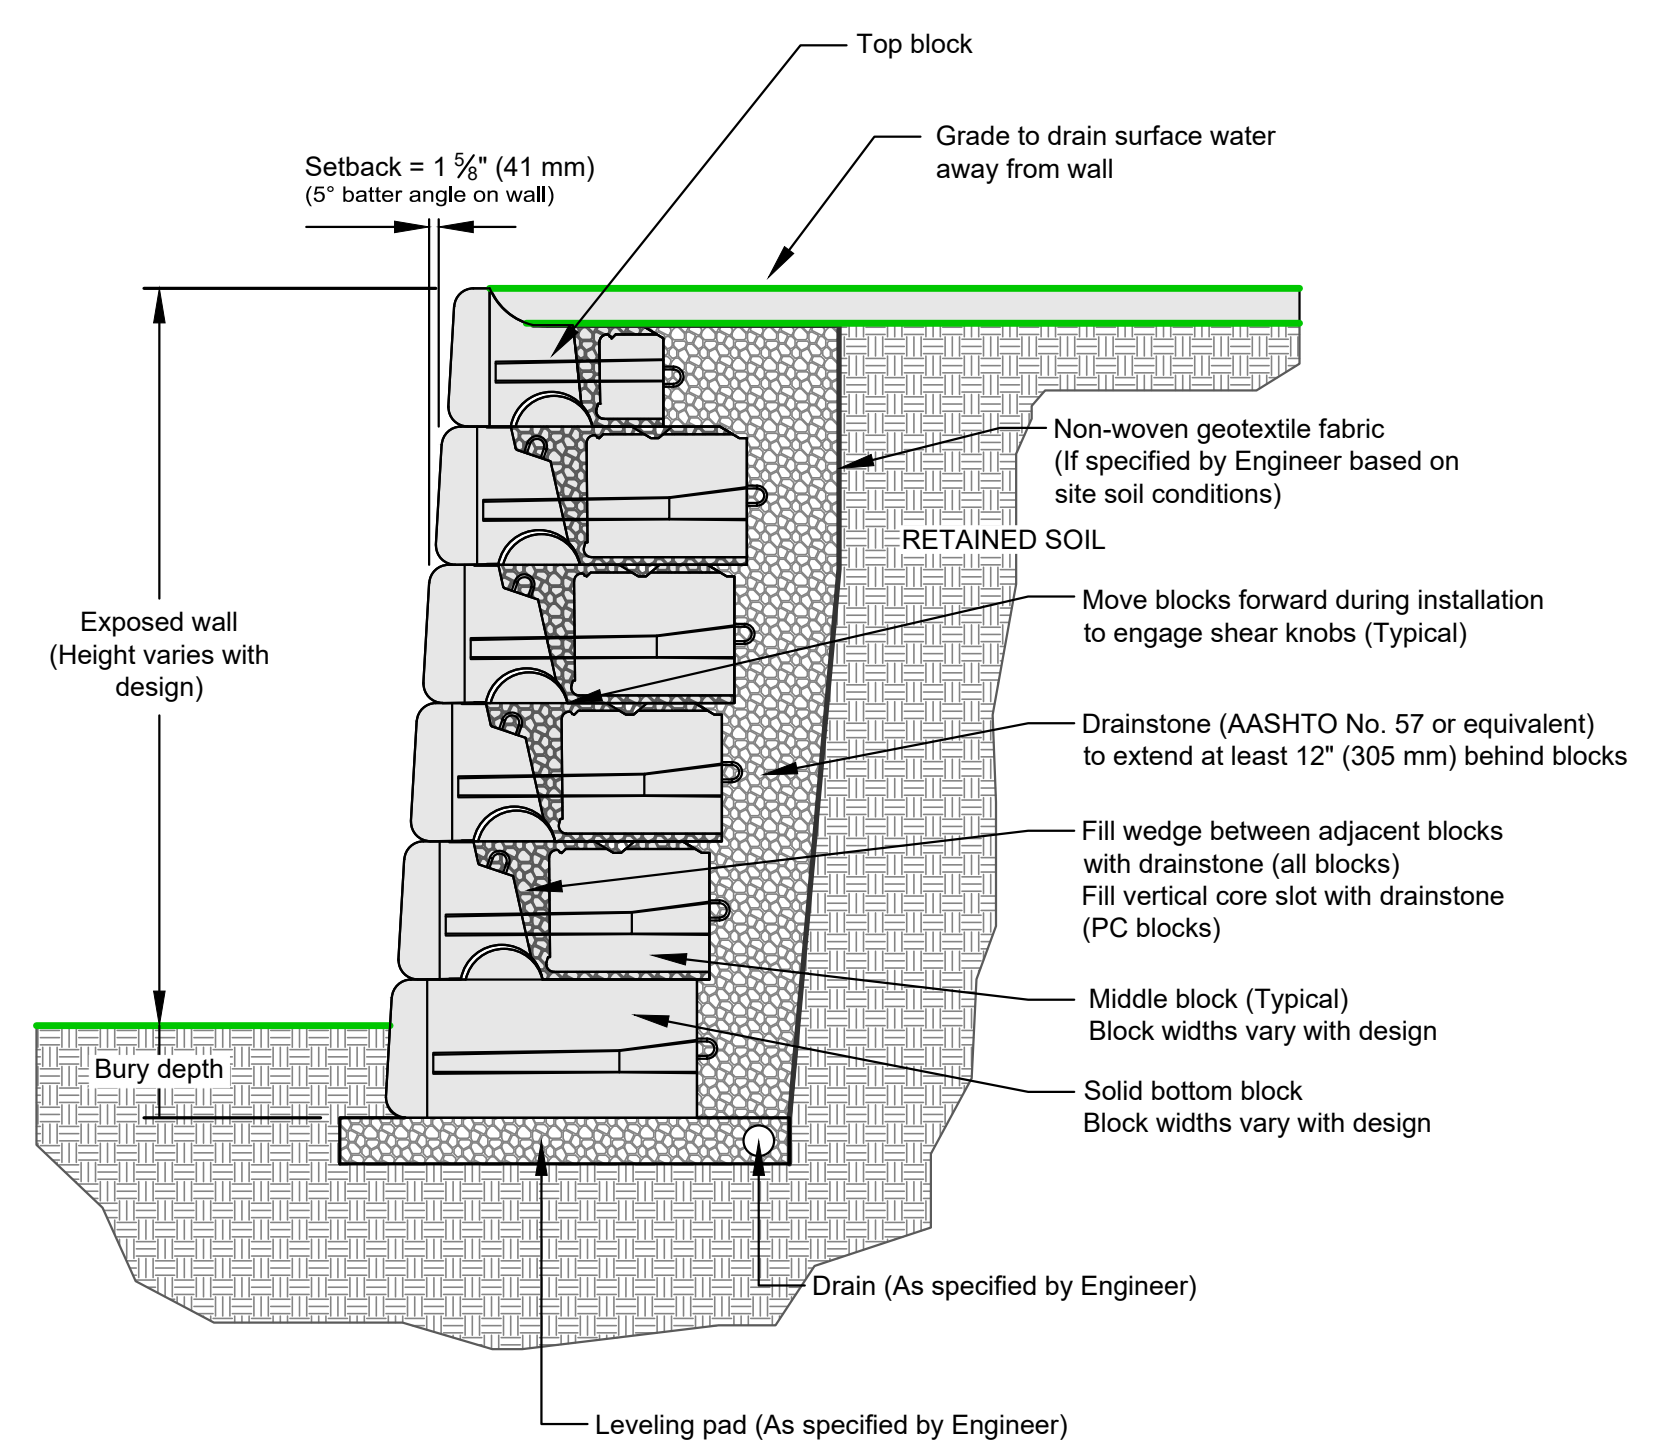 Top block
Grade to drain surface water
away from wall
Setback = 1 ⅝" (41 mm)
(5° batter angle on wall)
Non-woven geotextile fabric
(If specified by Engineer based on
site soil conditions)
RETAINED SOIL
Move blocks forward during installation
to engage shear knobs (Typical)
Exposed wall
(Height varies with
design)
Drainstone (AASHTO No. 57 or equivalent)
to extend at least 12" (305 mm) behind blocks
Fill wedge between adjacent blocks
with drainstone (all blocks)
Fill vertical core slot with drainstone
(PC blocks)
Middle block (Typical)
Block widths vary with design
Bury depth
Solid bottom block
Block widths vary with design
Drain (As specified by Engineer)
Leveling pad (As specified by Engineer)